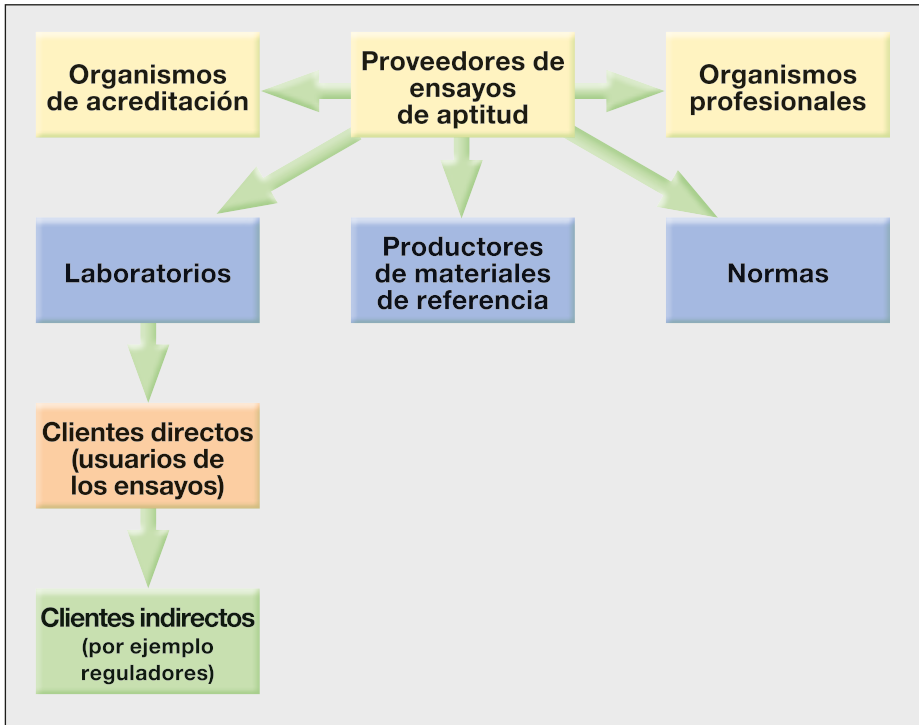 Organismos
de acreditación
Proveedores de
ensayos
de aptitud
Organismos
profesionales
Laboratorios
Productores
de materiales
de referencia
Normas
Clientes directos
(usuarios de
los ensayos)
Clientes indirectos
(por ejemplo
reguladores)